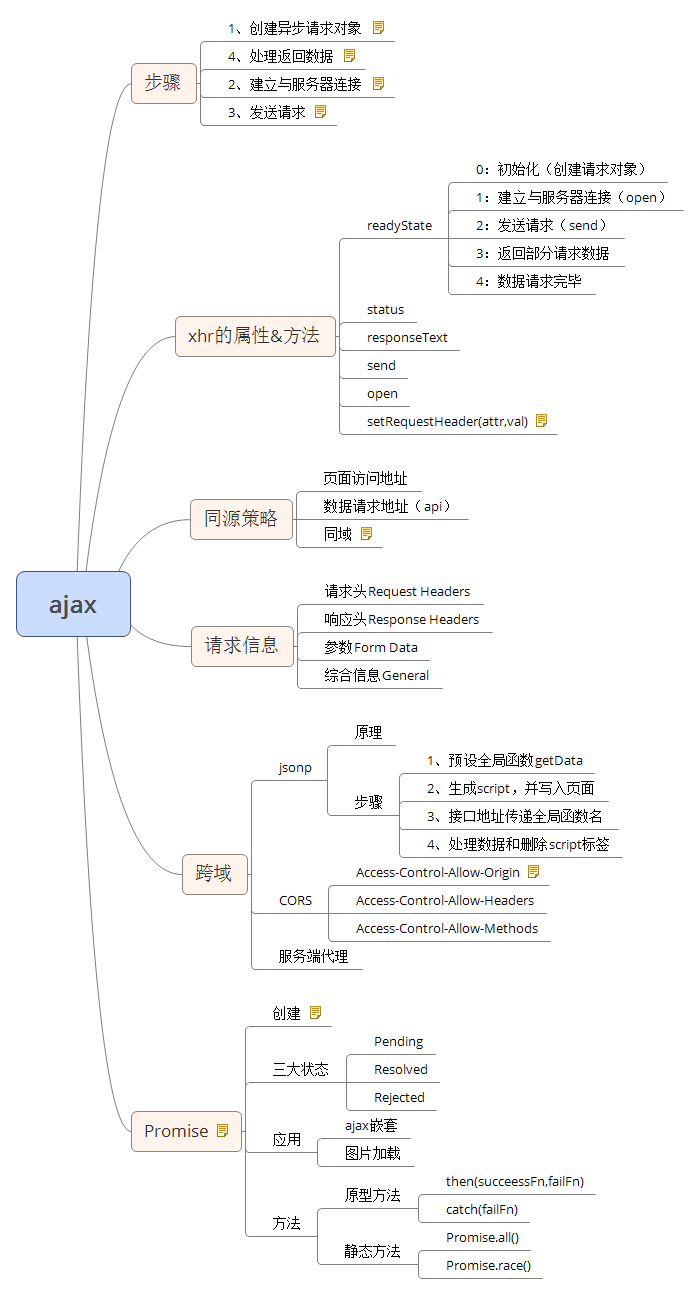 ajax
步骤
1、创建异步请求对象
4、处理返回数据
2、建立与服务器连接
3、发送请求
xhr的属性&方法
readyState
0：初始化（创建请求对象）
1：建立与服务器连接（open）
2：发送请求（send）
3：返回部分请求数据
4：数据请求完毕
status
responseText
send
open
setRequestHeader(attr,val)
同源策略
页面访问地址
数据请求地址（api）
同域
请求信息
请求头Request Headers
响应头Response Headers
参数Form Data
综合信息General
跨域
jsonp
原理
步骤
1、预设全局函数getData
2、生成script，并写入页面
3、接口地址传递全局函数名
4、处理数据和删除script标签
CORS
Access-Control-Allow-Origin
Access-Control-Allow-Headers
Access-Control-Allow-Methods
服务端代理
Promise
创建
三大状态
Pending
Resolved
Rejected
应用
ajax嵌套
图片加载
方法
原型方法
then(succeessFn,failFn)
catch(failFn)
静态方法
Promise.all()
Promise.race()